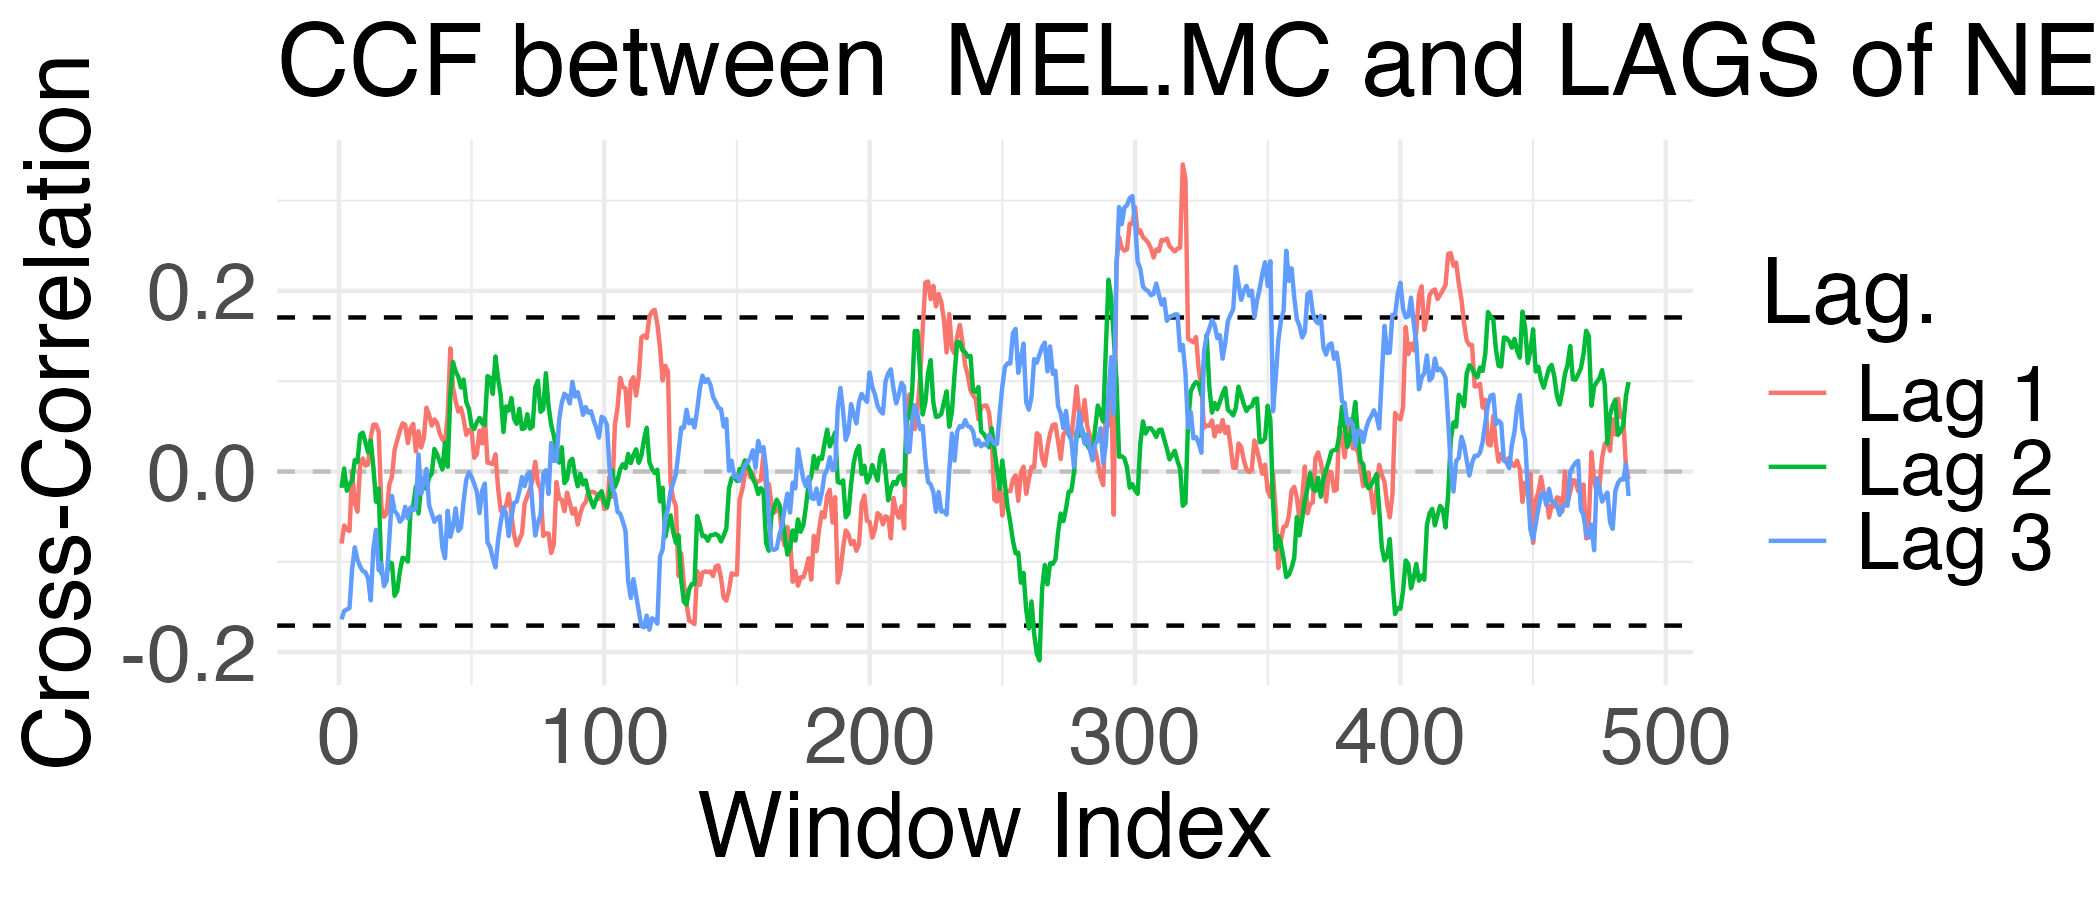 CCF between MEL.MC and LAGS of NE
Cross-Correlation
0.2
0.0
-0.2
0 100 200 300 400 500
Window Index
Lag.
Lag 1
Lag 2
Lag 3